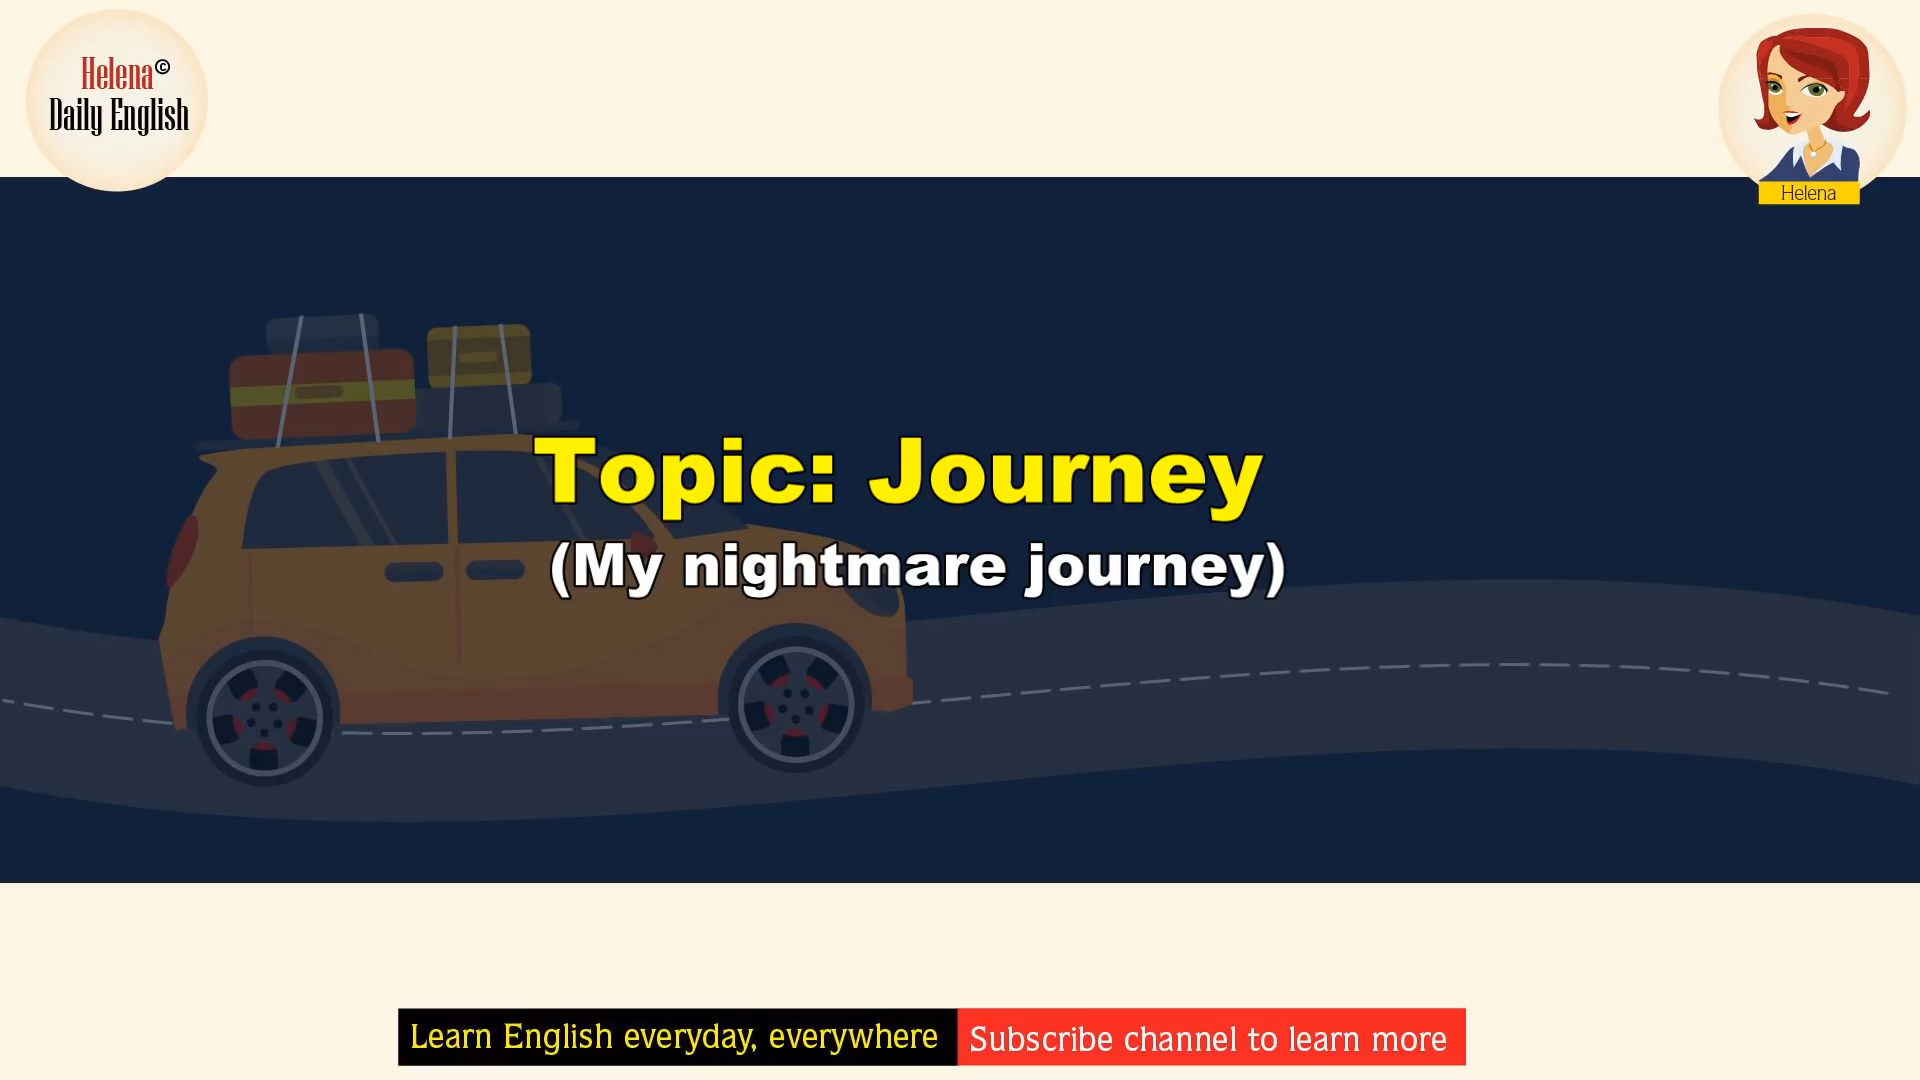 Helena©
Daily English
Helena
Topic: Journey
(My nightmare journey)
Learn English everyday, everywhere
Subscribe channel to learn more